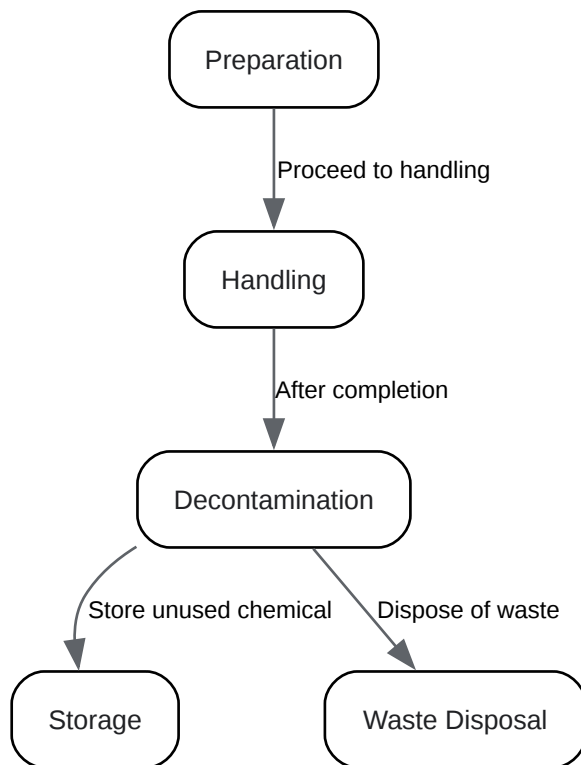 Preparation
Proceed to handling
Handling
After completion
Decontamination
Store unused chemical
Dispose of waste
Storage
Waste Disposal